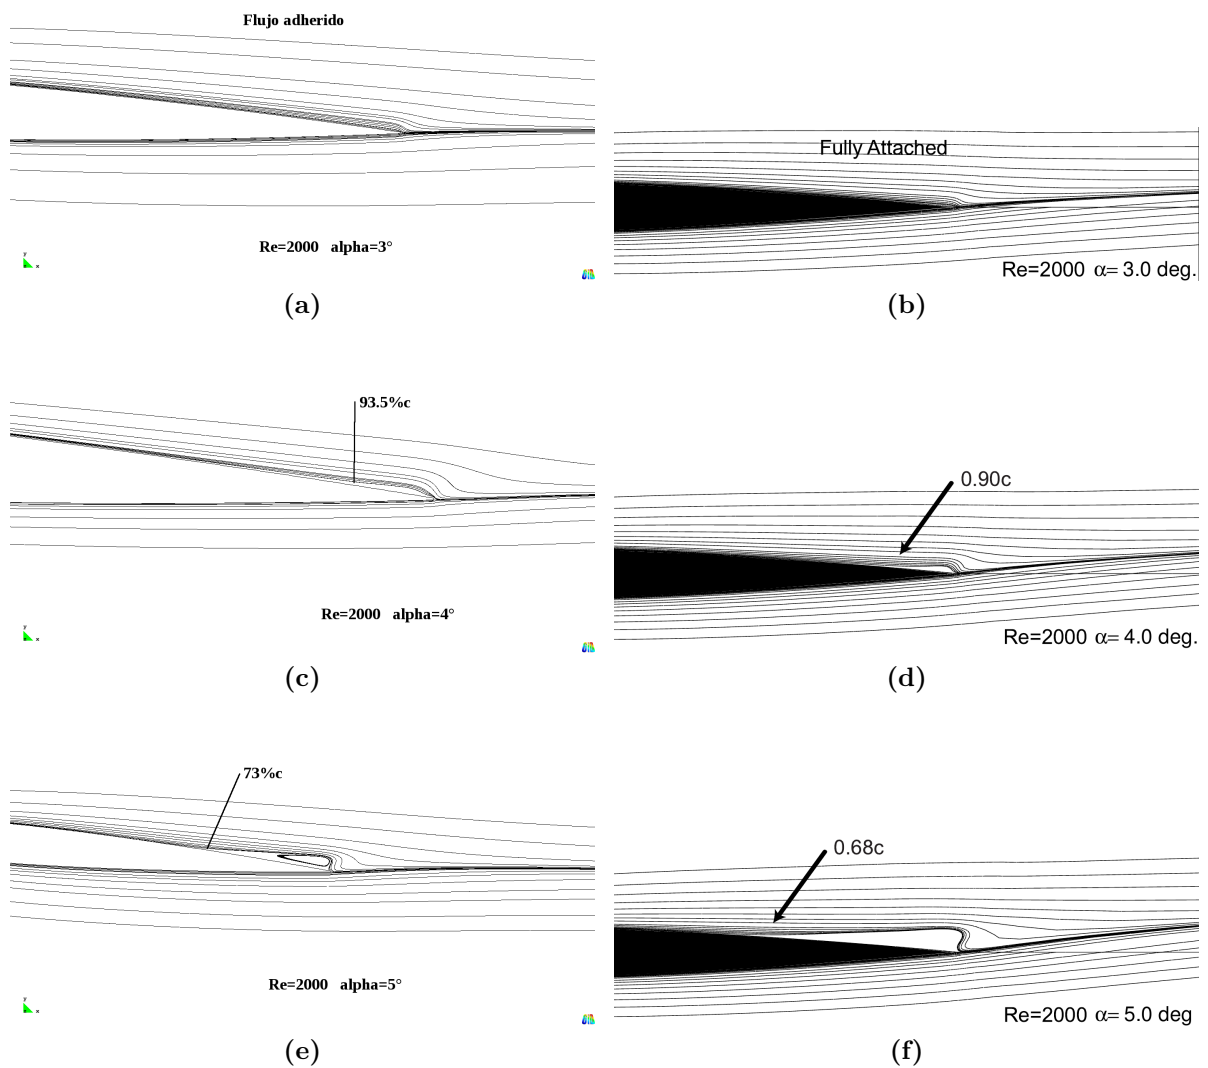 Flujo adherido
Re=2000 alpha=3°
y
x
(a)
Fully Attached
Re=2000 α= 3.0 deg.
(b)
93.5%c
Re=2000 alpha=4°
y
x
(c)
0.90c
Re=2000 α= 4.0 deg.
(d)
73%c
Re=2000 alpha=5°
y
x
(e)
0.68c
Re=2000 α= 5.0 deg
(f)